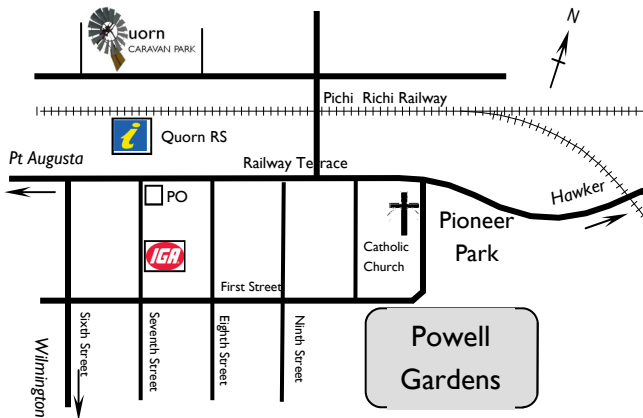 N
uorn
CARAVAN PARK
Pichi Richi Railway
i
Quorn RS
Pt Augusta
Railway Terrace
Hawker
PO
Pioneer
Park
IGA
Catholic
Church
First Street
Sixth Street
Seventh Street
Eighth Street
Ninth Street
Wilmington
Powell
Gardens